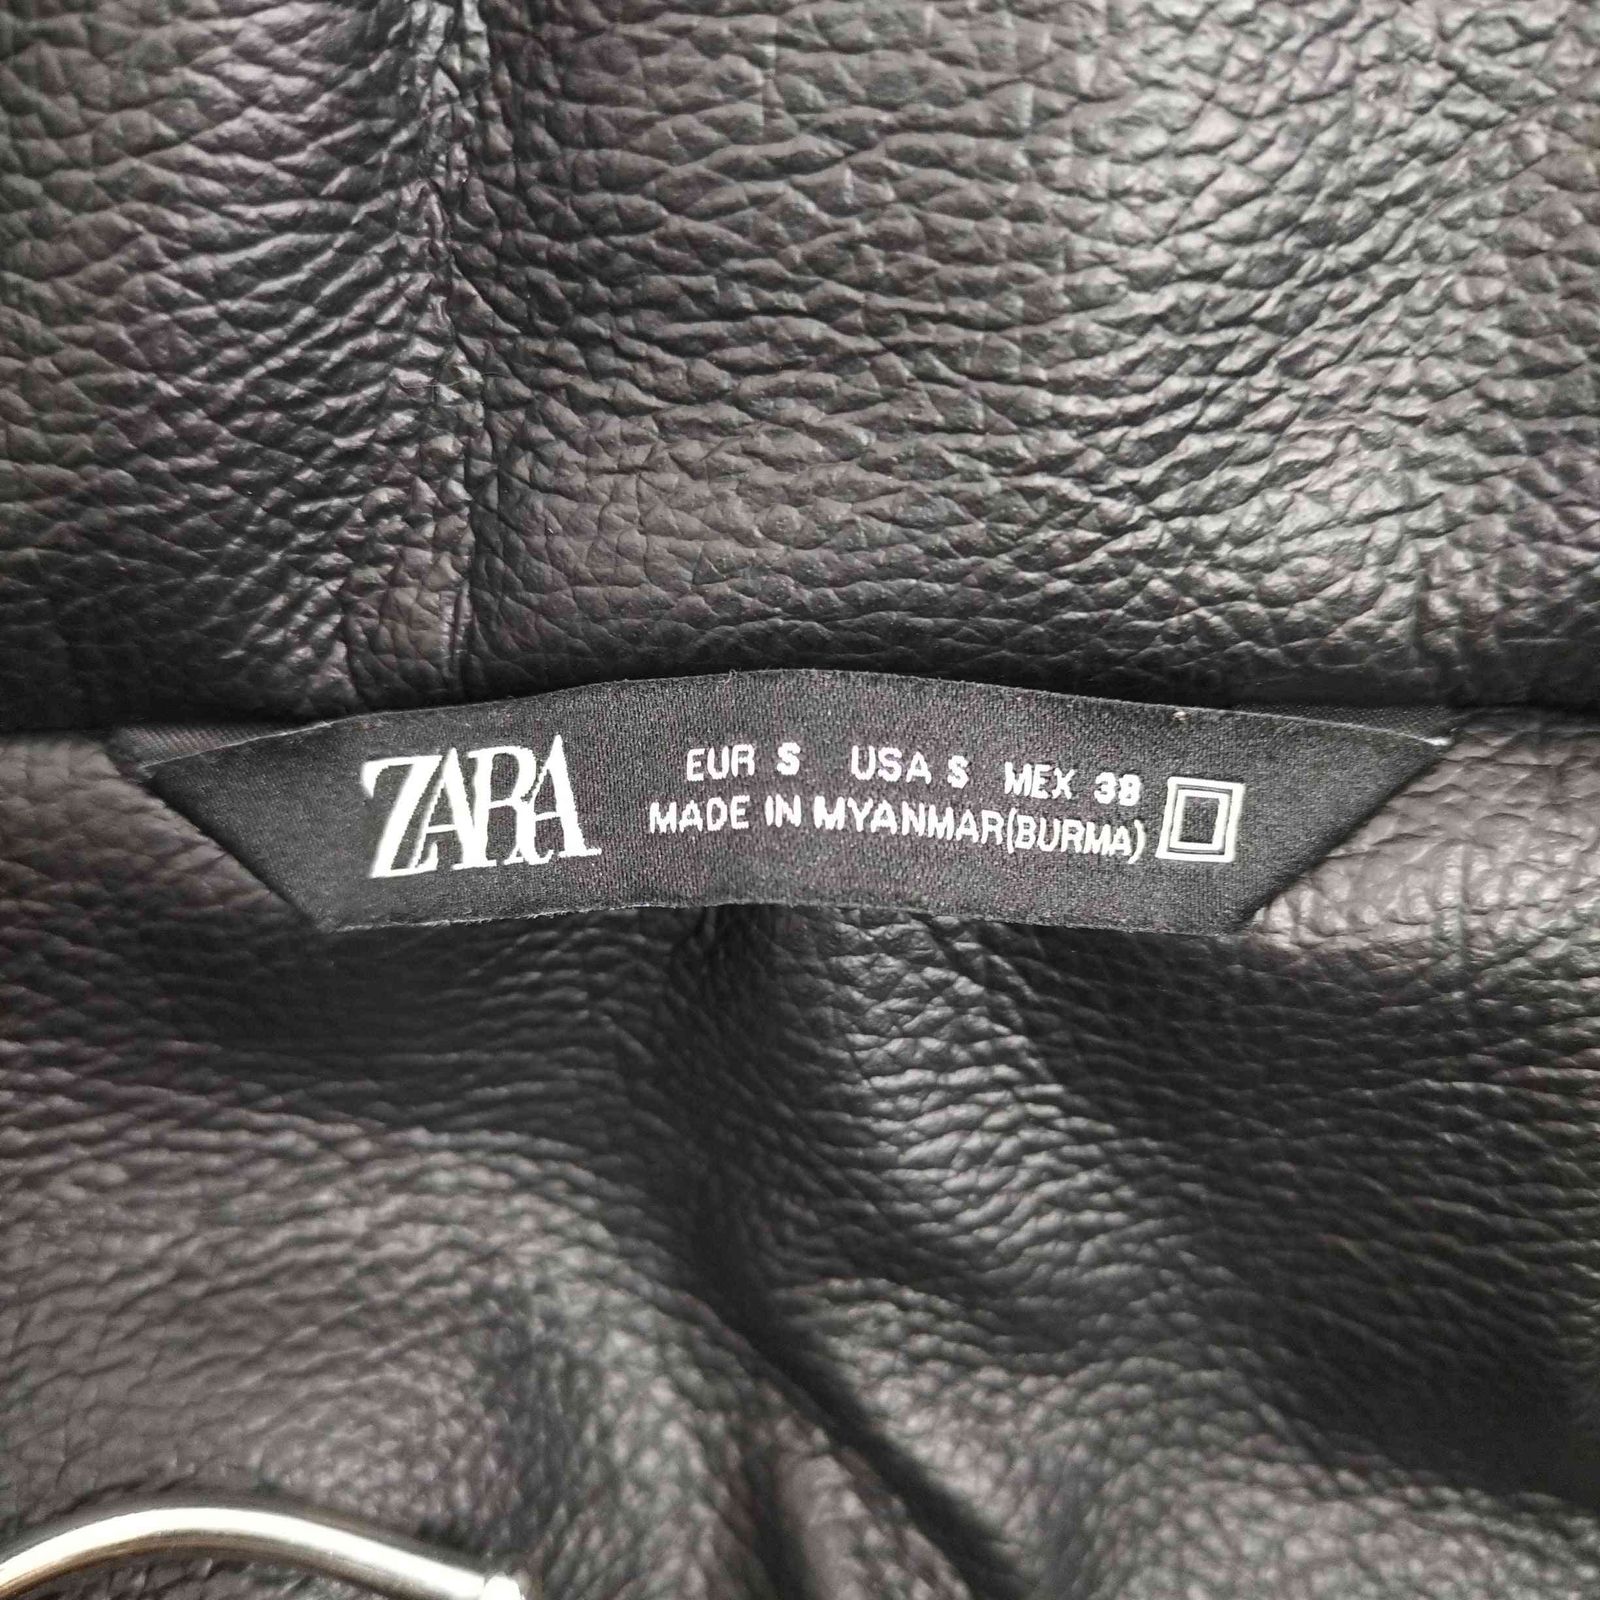 ZARA
EUR S USA S MEX 38
MADE IN MYANMAR(BURMA)